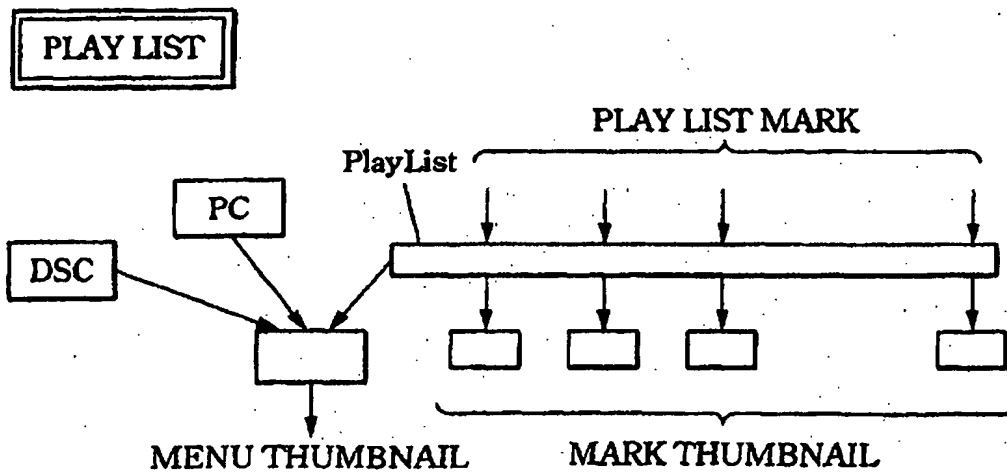 PLAY LIST
PLAY LIST MARK
PlayList
PC
DSC
MENU THUMBNAIL
MARK THUMBNAIL